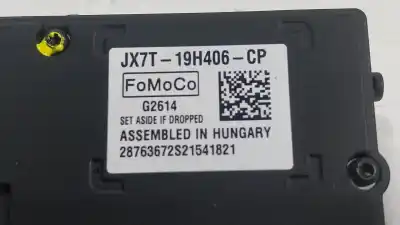 JX7T-19H406-CP
FoMoCo
G2614
SET ASIDE IF DROPPED
ASSEMBLED IN HUNGARY
28763672S21541821